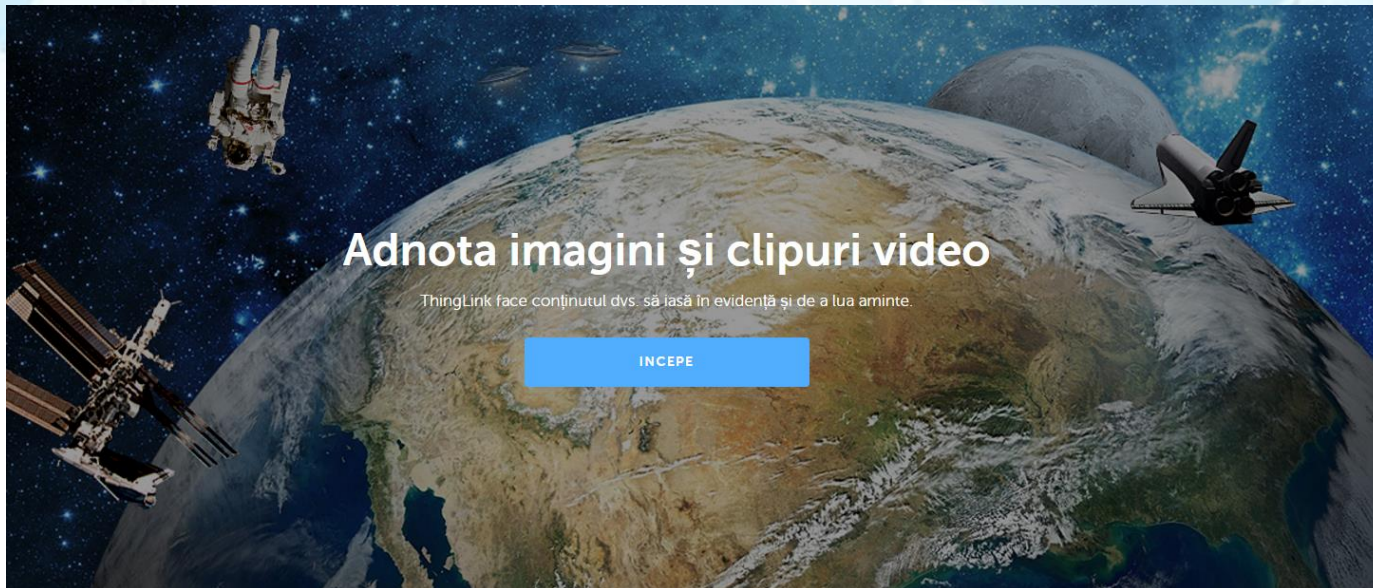 Adnota imagini și clipuri video
ThingLink face conținutul dvs. să iasă în evidență și de a lua aminte.
INCEPE